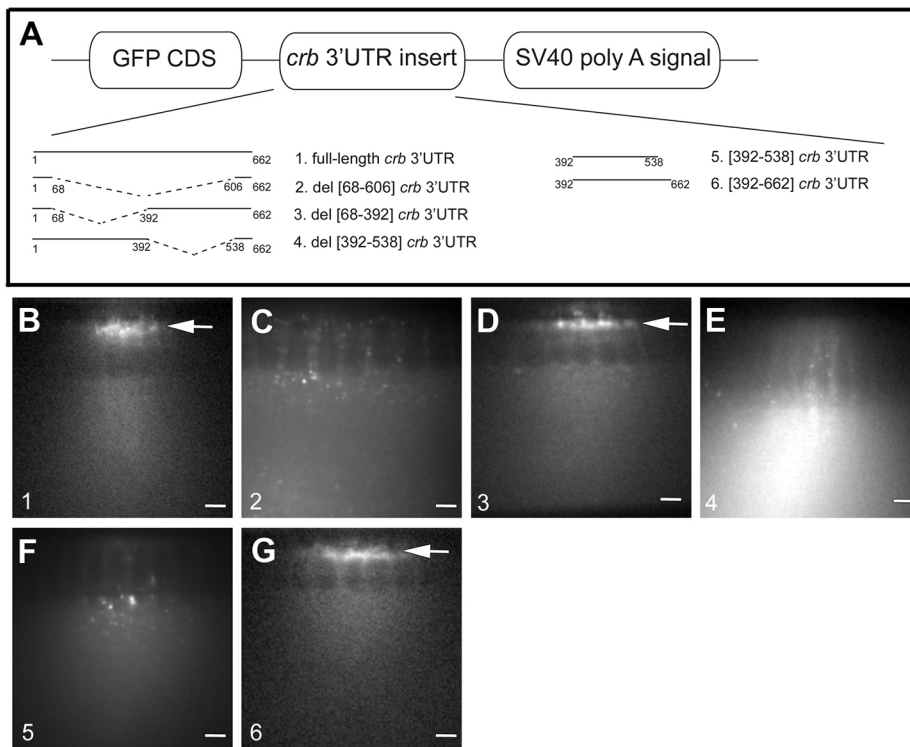 A
GFP CDS
crb 3'UTR insert
SV40 poly A signal
1 662
1. full-length crb 3'UTR
1 68 606 662
2. del [68-606] crb 3'UTR
1 68 392 662
3. del [68-392] crb 3'UTR
1 392 538 662
4. del [392-538] crb 3'UTR
392 538
5. [392-538] crb 3'UTR
392 662
6. [392-662] crb 3'UTR
B
1
C
2
D
3
E
4
F
5
G
6